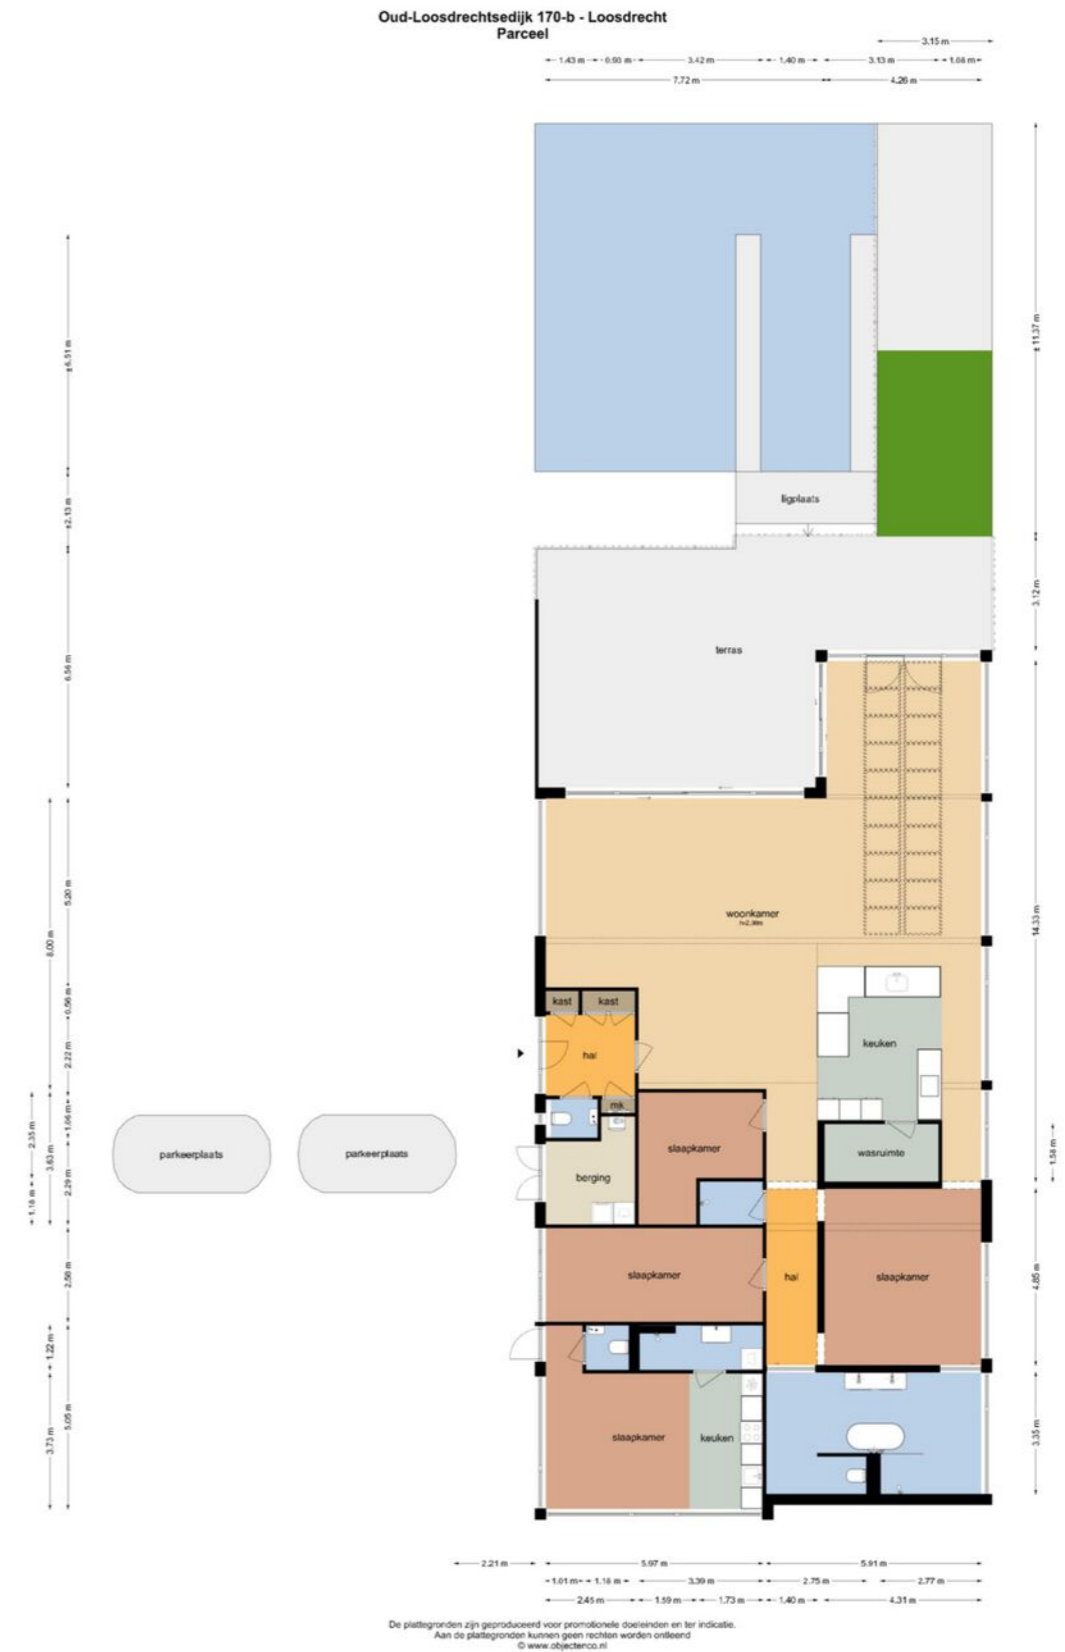 Oud-Loosdrechtsedijk 170-b - Loosdrecht
Parceel
3.15 m
1.43 m
0.90 m
3.42 m
1.40 m
3.13 m
1.08 m
7.72 m
4.26 m
11.37 m
6.51 m
2.13 m
ligplaats
3.12 m
6.56 m
terras
5.20 m
8.00 m
14.33 m
woonkamer
kast
kast
0.56 m
2.22 m
hal
keuken
mk
1.06 m
2.35 m
3.63 m
parkeerplaats
parkeerplaats
slaapkamer
wasruimte
1.58 m
berging
2.29 m
1.18 m
2.58 m
slaapkamer
hal
slaapkamer
4.85 m
1.22 m
5.05 m
3.73 m
slaapkamer
keuken
3.35 m
2.21 m
5.97 m
5.91 m
1.01 m
1.18 m
3.39 m
2.75 m
2.77 m
2.45 m
1.59 m
1.73 m
1.40 m
4.31 m
De plattegronden zijn geproduceerd voor promotionele doeleinden en ter indicatie.
Aan de plattegronden kunnen geen rechten worden ontleend
© www.objectenco.nl